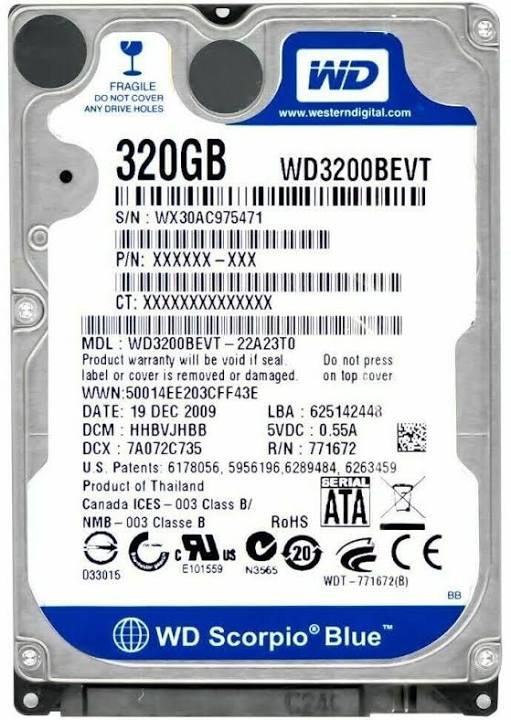 FRAGILE
DO NOT COVER
ANY DRIVE HOLES
WD
www.westerndigital.com
320GB WD3200BEVT
S/N : WX30AC975471
P/N: XXXXXX-XXX
CT: XXXXXXXXXXXXXX
MDL : WD3200BEVT-22A23T0
Product warranty will be void if seal. Do not press
label or cover is removed or damaged. on top cover
WWN:50014EE203CFF43E
DATE: 19 DEC 2009 LBA : 625142448
DCM : HHBVJHBB 5VDC : 0.55A
DCX : 7A072C735 R/N : 771672
U.S. Patents: 6178056, 5956196,6289484, 6263459
Product of Thailand
Canada ICES-003 Class B/
NMB-003 Classe B RoHS
SERIAL
ATA
D33015 c RU us E101559 N3565 20 CE
WDT-771672(B)
BB
WD Scorpio® Blue™